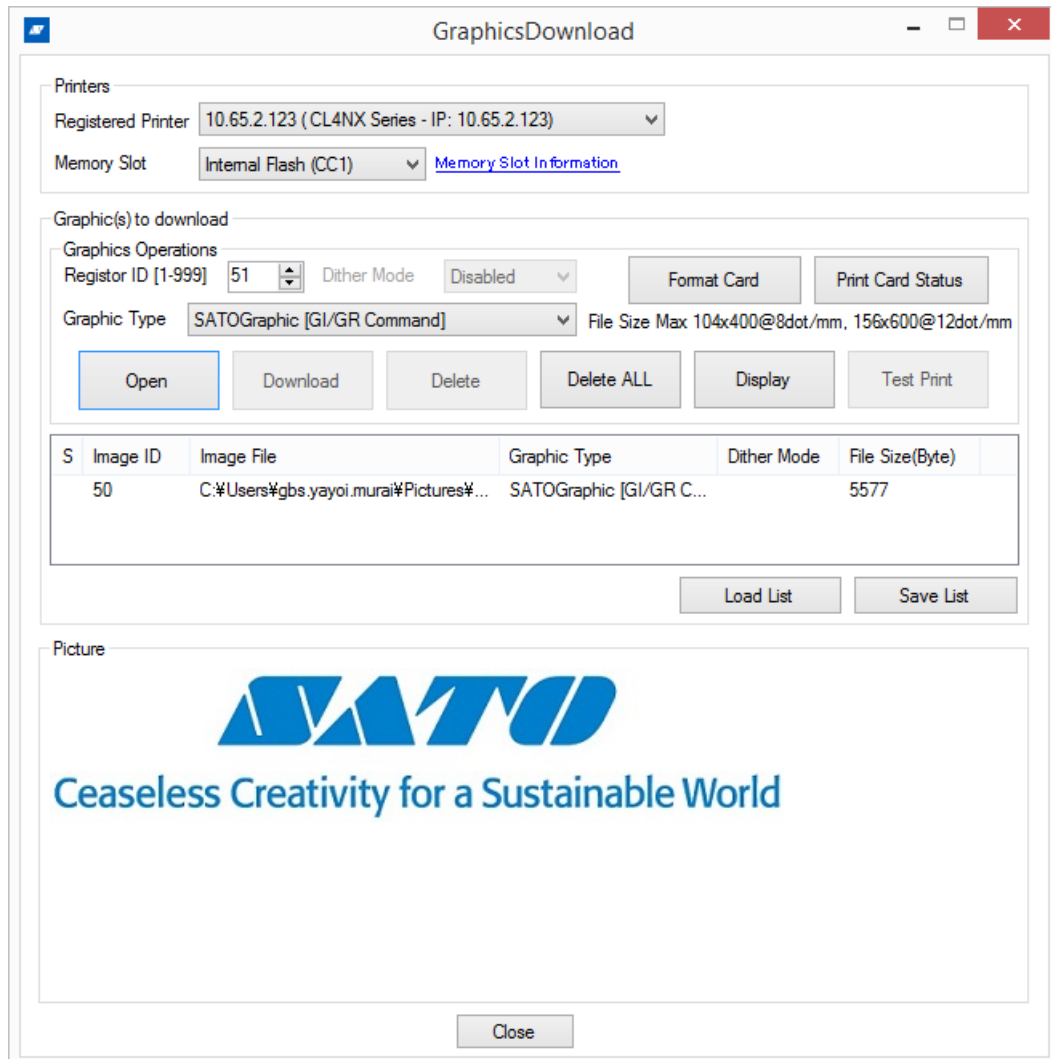 GraphicsDownload
Printers
Registered Printer 10.65.2.123 ( CL4NX Series - IP: 10.65.2.123)
Memory Slot Internal Flash (CC1) Memory Slot Information
Graphic(s) to download
Graphics Operations
Registor ID [1-999] 51 Dither Mode Disabled Format Card Print Card Status
Graphic Type SATOGraphic [GI/GR Command] File Size Max 104x400@8dot/mm, 156x600@12dot/mm
Open Download Delete Delete ALL Display Test Print
S Image ID Image File Graphic Type Dither Mode File Size(Byte)
50 C:¥Users¥gbs.yayoi.murai¥Pictures¥... SATOGraphic [GI/GR C... 5577
Load List Save List
Picture
SATO
Ceaseless Creativity for a Sustainable World
Close